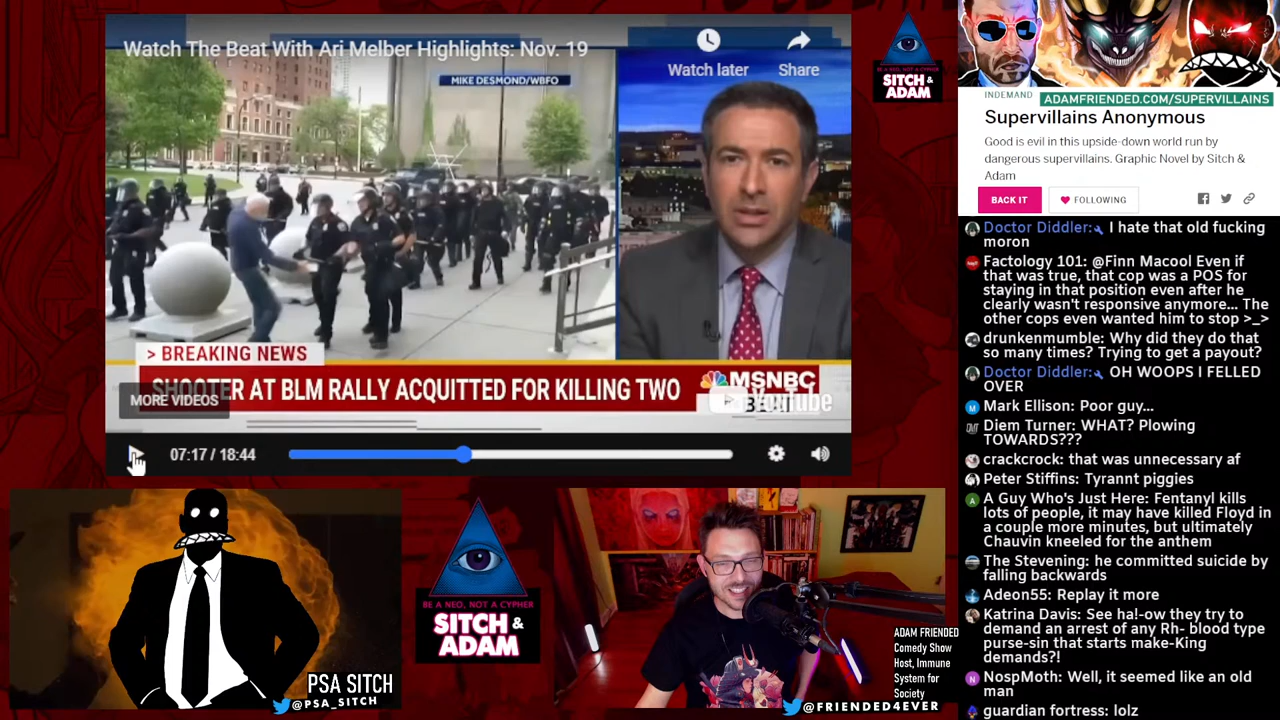 Watch The Beat With Ari Melber Highlights: Nov. 19
Watch later
Share
MIKE DESMOND/WBFO
> BREAKING NEWS
SHOOTER AT BLM RALLY ACQUITTED FOR KILLING TWO
MSNBC
MORE VIDEOS
YouTube
07:17 / 18:44
BE A NEO, NOT A CYPHER
SITCH &
ADAM
INDEMAND
ADAMFRIENDED.COM/SUPERVILLAINS
Supervillains Anonymous
Good is evil in this upside-down world run by
dangerous supervillains. Graphic Novel by Sitch &
Adam
BACK IT
FOLLOWING
Doctor Diddler: I hate that old fucking
moron
Factology 101: @Finn Macool Even if
that was true, that cop was a POS for
staying in that position even after he
clearly wasn't responsive anymore... The
other cops even wanted him to stop >_>
drunkenmumble: Why did they do that
so many times? Trying to get a payout?
Doctor Diddler: OH WOOPS I FELLED
OVER
Mark Ellison: Poor guy...
Diem Turner: WHAT? Plowing
TOWARDS???
crackcrock: that was unnecessary af
Peter Stiffins: Tyrannt piggies
A Guy Who's Just Here: Fentanyl kills
lots of people, it may have killed Floyd in
a couple more minutes, but ultimately
Chauvin kneeled for the anthem
The Stevening: he committed suicide by
falling backwards
Adeon55: Replay it more
Katrina Davis: See ha!-ow they try to
demand an arrest of any Rh- blood type
purse-sin that starts make-King
demands?!
NospMoth: Well, it seemed like an old
man
guardian fortress: lolz
PSA SITCH
@PSA_SITCH
BE A NEO, NOT A CYPHER
SITCH &
ADAM
ADAM FRIENDED
Comedy Show
Host, Immune
System for
Society
@FRIENDED4EVER